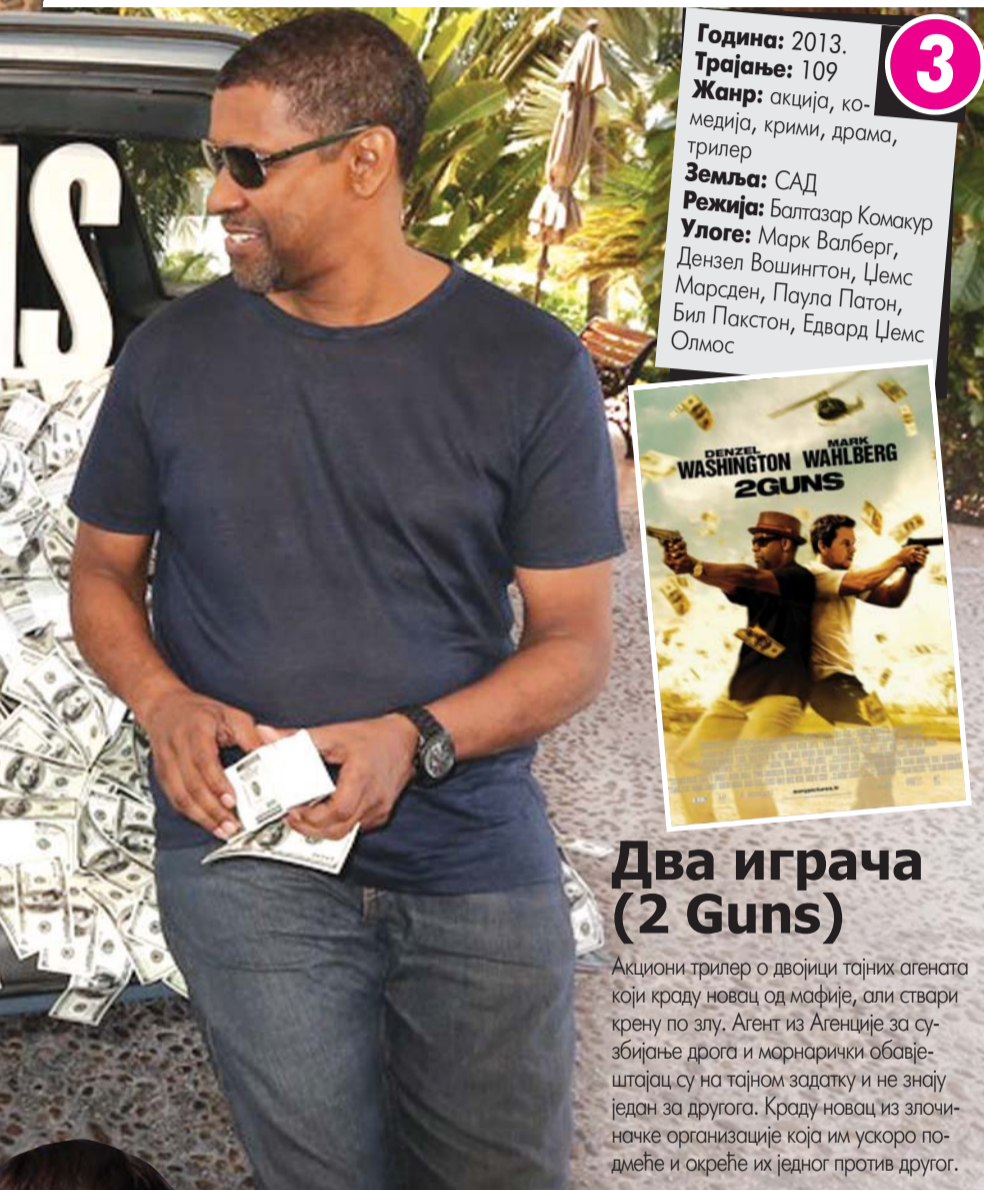 NS
3
Година: 2013.
Трајање: 109
Жанр: акција, ко-
медија, крими, драма,
трилер
Земља: САД
Режија: Балтазар Комакур
Улоге: Марк Валберг,
Дензел Вошингтон, Џемс
Марсден, Паула Патон,
Бил Пакстон, Едвард Џемс
Олмос
DENZEL WASHINGTON
MARK WAHLBERG
2GUNS
Два играча
(2 Guns)
Акциони трилер о двојици тајних агената
који краду новац од мафије, али ствари
крену по злу. Агент из Агенције за су-
збијање дрога и морнарички обавје-
штајац су на тајном задатку и не знају
један за другога. Краду новац из злочи-
начке организације која им ускоро по-
дмеће и окреће их једног против другог.